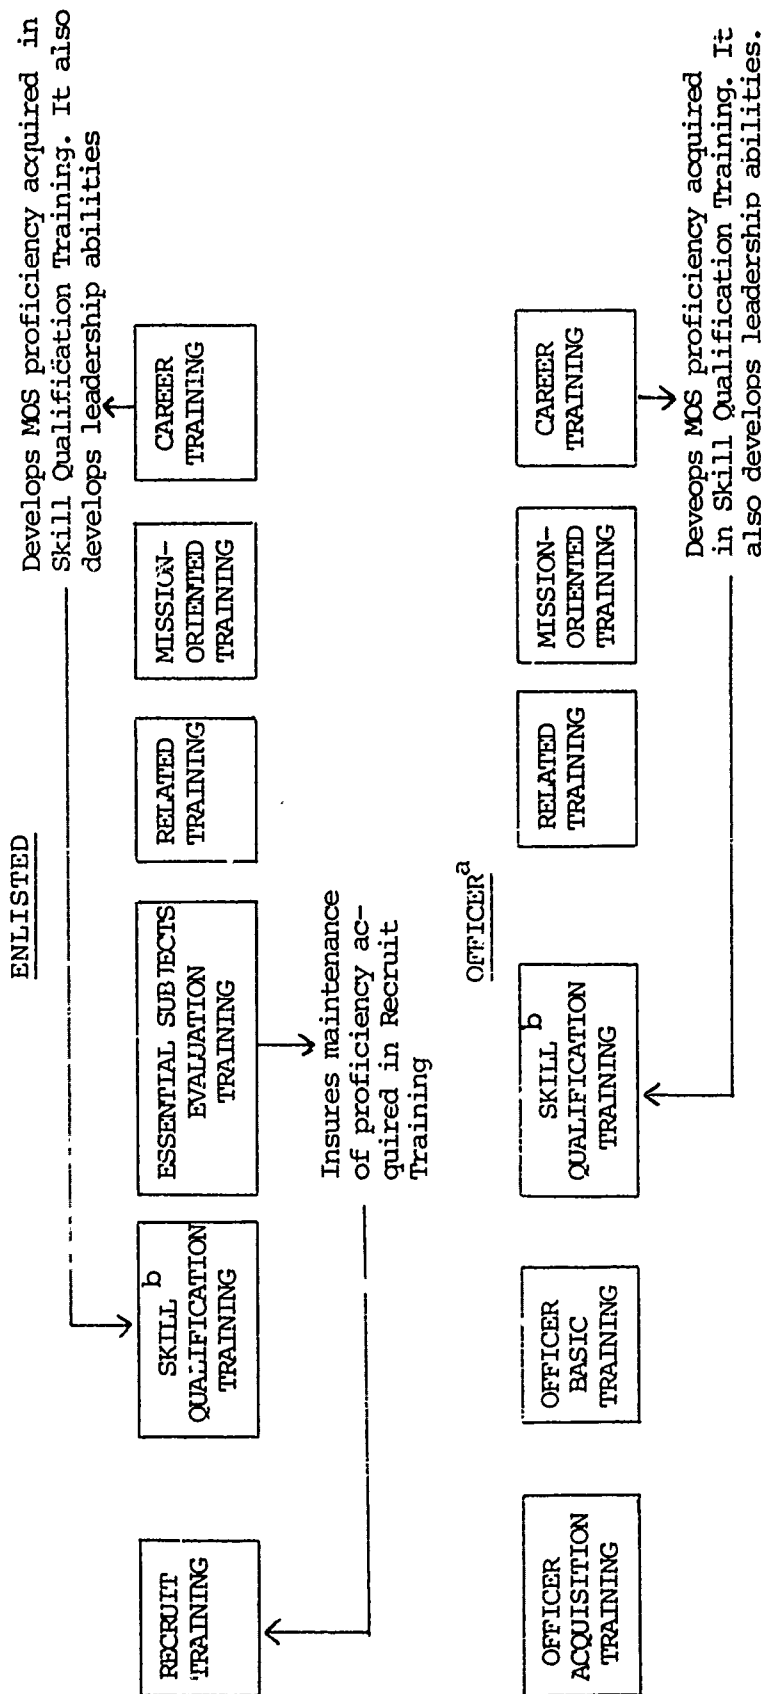 ENLISTED
Develops MOS proficiency acquired in
Skill Qualification Training. It also
develops leadership abilities
RECRUIT
TRAINING
SKILL b
QUALIFICATION
TRAINING
ESSENTIAL SUBJECTS
EVALUATION
TRAINING
RELATED
TRAINING
MISSION-
ORIENTED
TRAINING
CAREER
TRAINING
Insures maintenance
of proficiency ac-
quired in Recruit
Training
OFFICERa
OFFICER
ACQUISITION
TRAINING
OFFICER
BASIC
TRAINING
SKILL b
QUALIFICATION
TRAINING
RELATED
TRAINING
MISSION-
ORIENTED
TRAINING
CAREER
TRAINING
Deveops MOS proficiency acquired
in Skill Qualification Training. It
also develops leadership abilities.